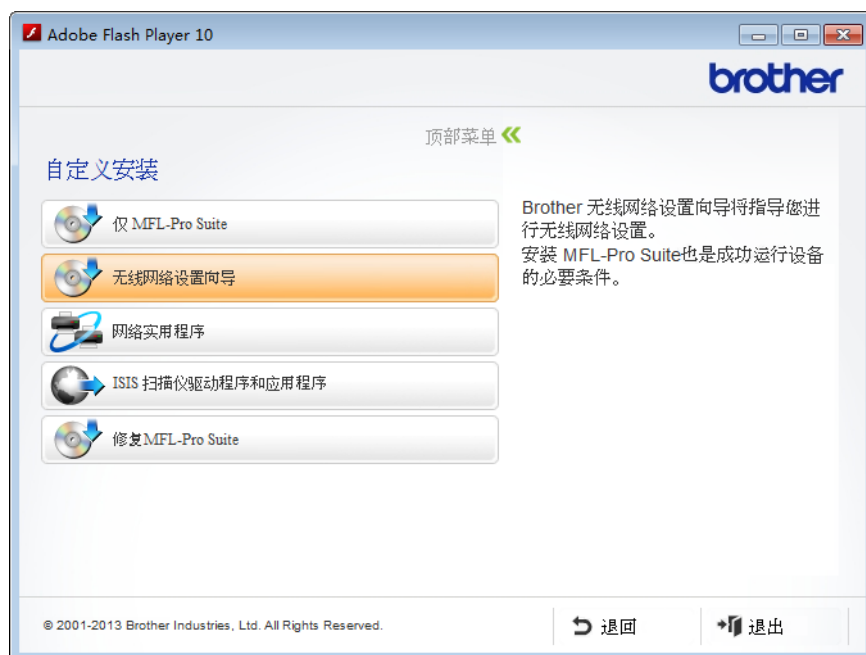 Adobe Flash Player 10
brother
顶部菜单
自定义安装
仅 MFL-Pro Suite
无线网络设置向导
网络实用程序
ISIS 扫描仪驱动程序和应用程序
修复MFL-Pro Suite
Brother 无线网络设置向导将指导您进
行无线网络设置。
安装 MFL-Pro Suite也是成功运行设备
的必要条件。
© 2001-2013 Brother Industries, Ltd. All Rights Reserved.
退回
退出